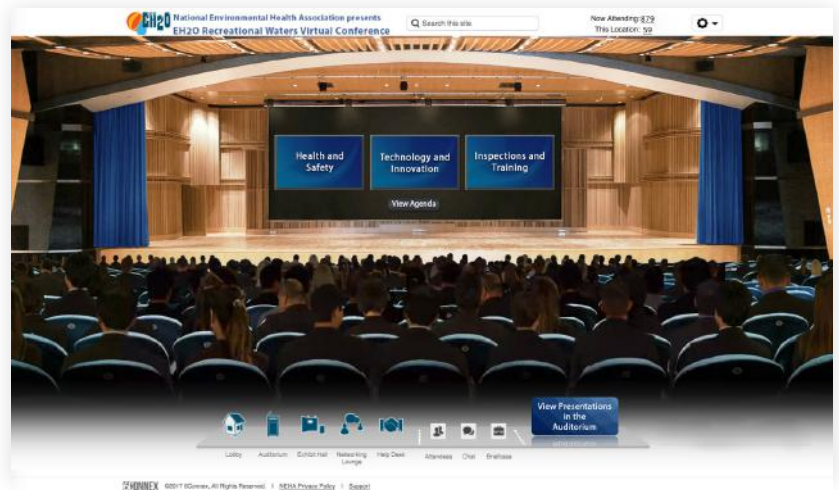 EH2O
National Environmental Health Association presents
EH2O Recreational Waters Virtual Conference
Search this site
Now Attending:879
This Location: 59
Health and
Safety
Technology and
Innovation
Inspections and
Training
View Agenda
View Presentations
in the
Auditorium
Lobby
Auditorium
Exhibit Hall
Networking
Lounge
Help Desk
Attendees
Chat
Briefcase
©2017 6Connex, All Rights Reserved. | NEHA Privacy Policy | Support